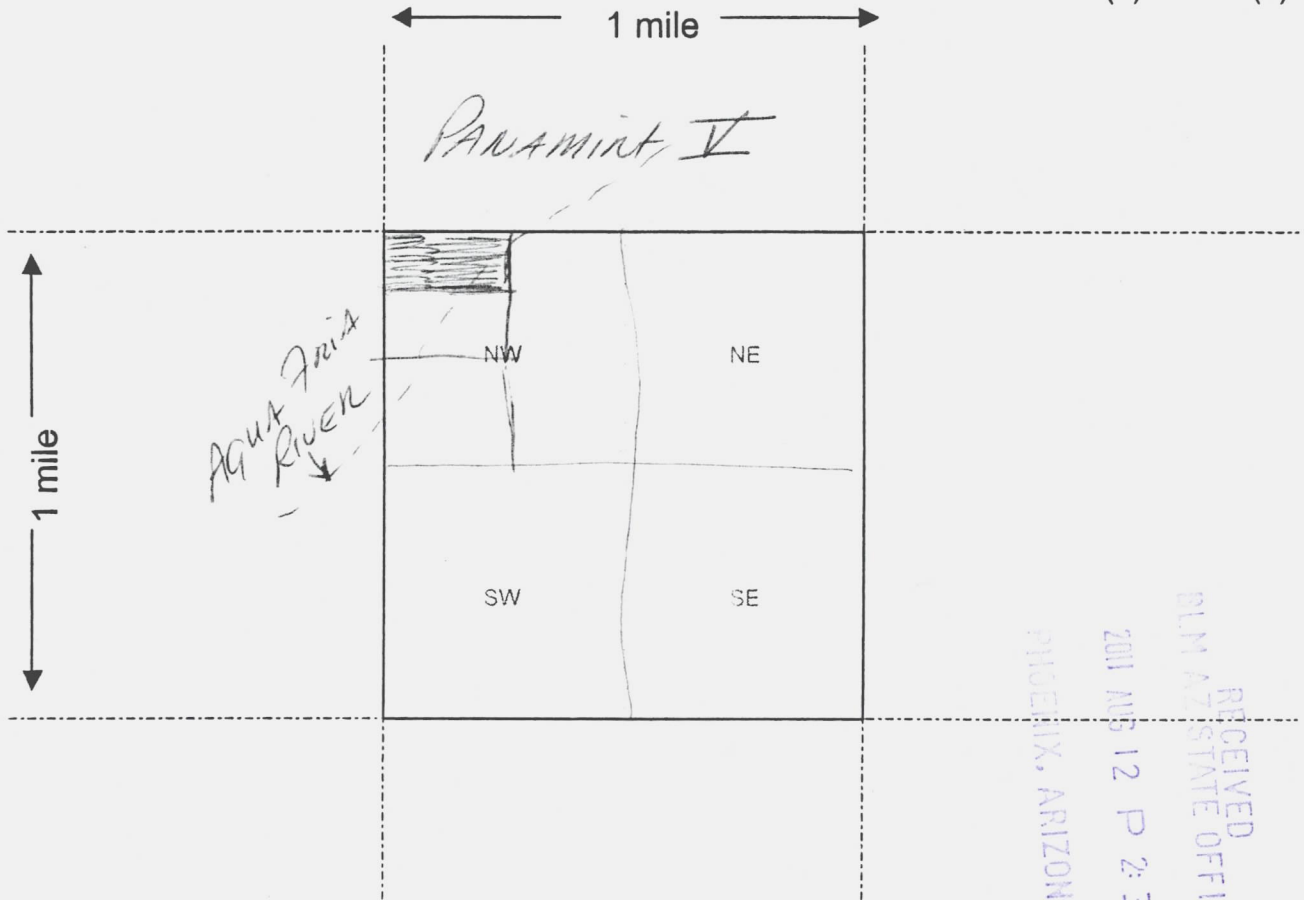 1 mile
PANAMINT, V
AGUA FRIA
RIVER
1 mile
NW
NE
SW
SE
RECEIVED
BLM AZ STATE OFFI
2011 AUG 12 P 2:
PHOENIX, ARIZON